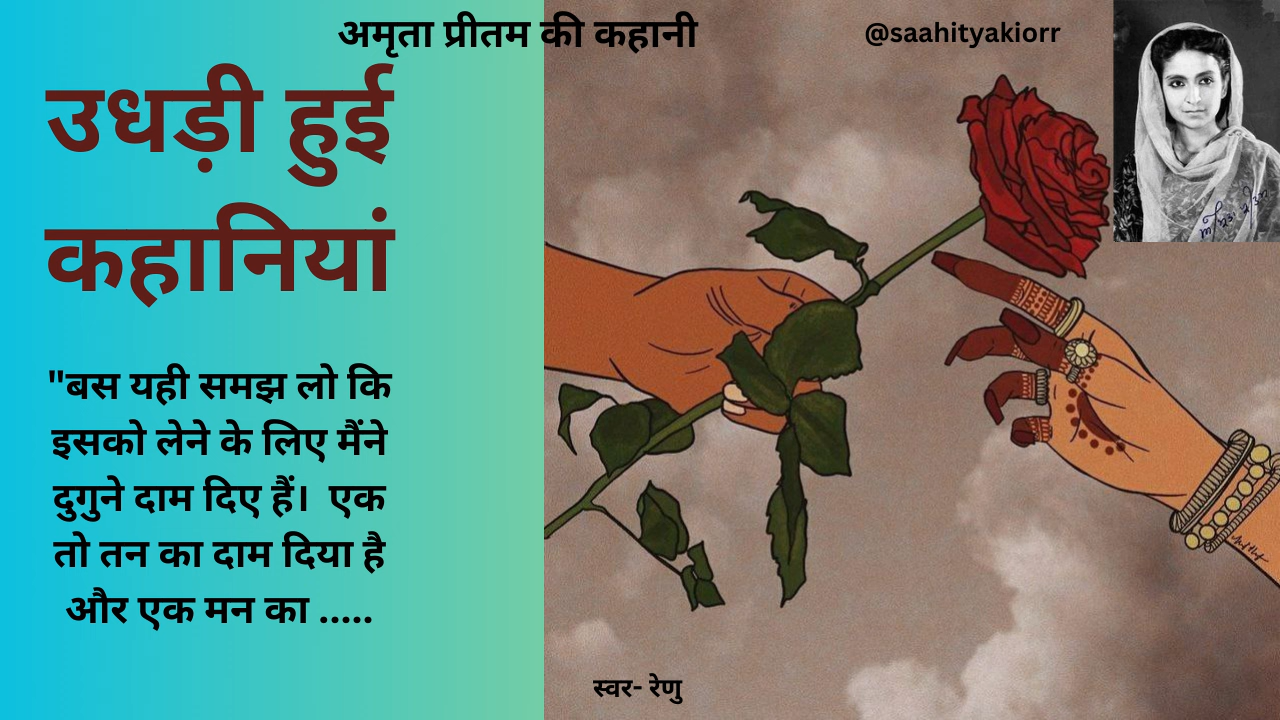 अमृता प्रीतम की कहानी
@saahityakiorr
उधड़ी हुई
कहानियां
"बस यही समझ लो कि
इसको लेने के लिए मैंने
दुगुने दाम दिए हैं।  एक
तो तन का दाम दिया है
और एक मन का .....
स्वर- रेणु